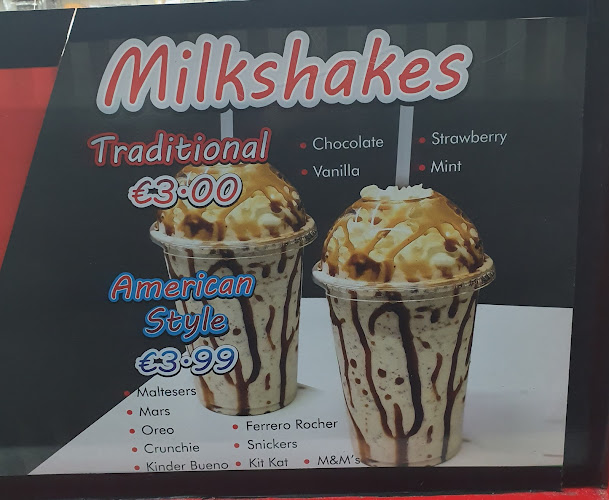 Milkshakes
Traditional
€3.00
• Chocolate • Strawberry
• Vanilla • Mint
American
Style
€3.99
• Maltesers
• Mars
• Oreo • Ferrero Rocher
• Crunchie • Snickers
• Kinder Bueno • Kit Kat • M&M's